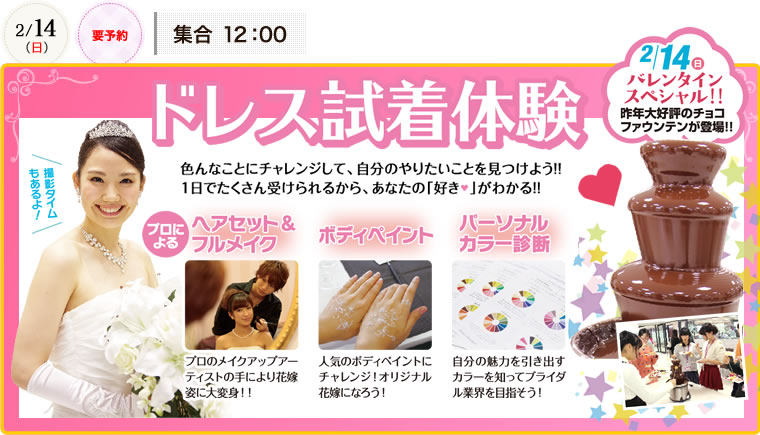 2/14
(日)
要予約
集合 12:00
2/14日
バレンタイン
スペシャル!!
昨年大好評のチョコ
ファウンテンが登場!!
ドレス試着体験
色んなことにチャレンジして、自分のやりたいことを見つけよう!!
1日でたくさん受けられるから、あなたの「好き♥」がわかる!!
撮影タイム
もあるよ!
プロに
よる
ヘアセット&
フルメイク
ボディペイント
パーソナル
カラー診断
プロのメイクアップアー
ティストの手により花嫁
姿に大変身!!
人気のボディペイントに
チャレンジ!オリジナル
花嫁になろう!
自分の魅力を引き出す
カラーを知ってブライダ
ル業界を目指そう!